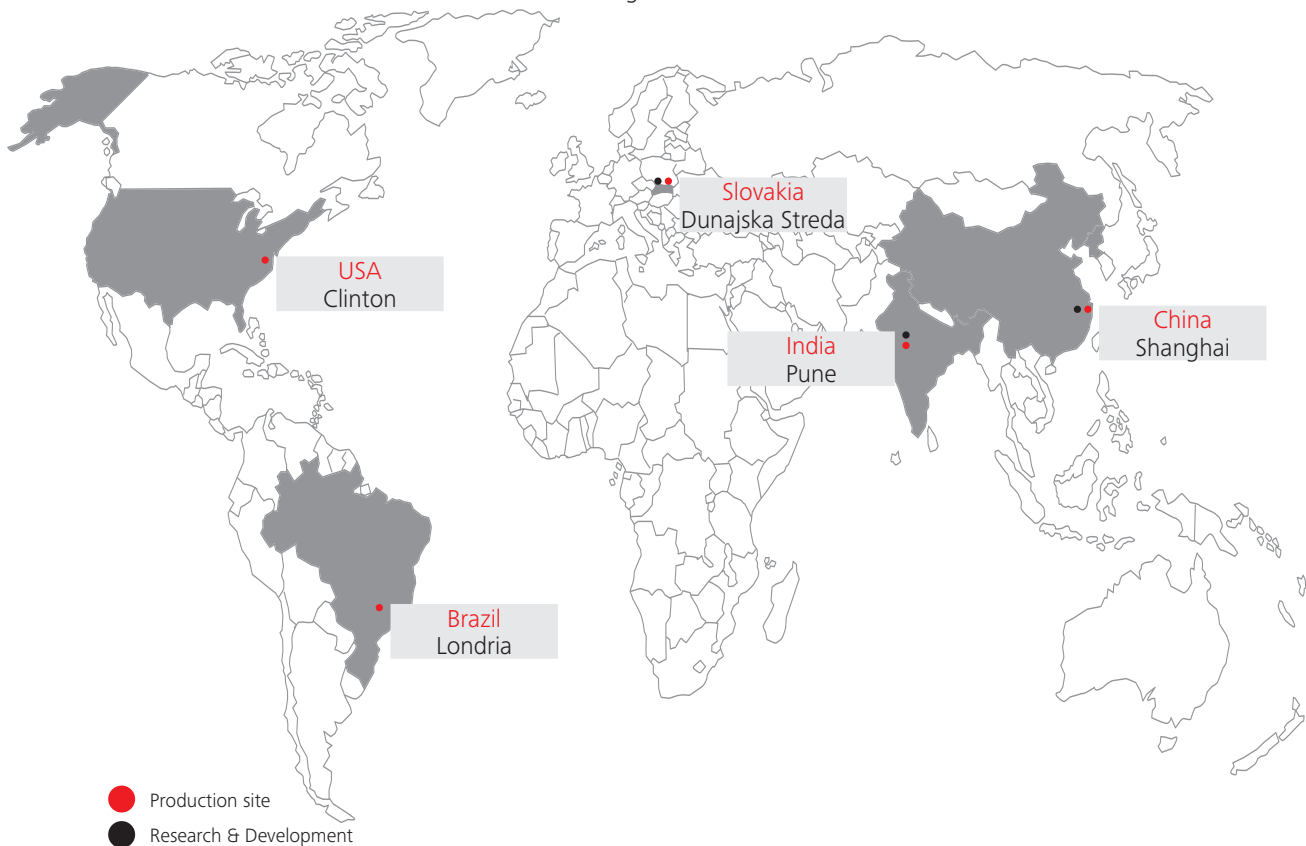 Slovakia
Dunajska Streda
USA
Clinton
China
Shanghai
India
Pune
Brazil
Londria
Production site
Research & Development